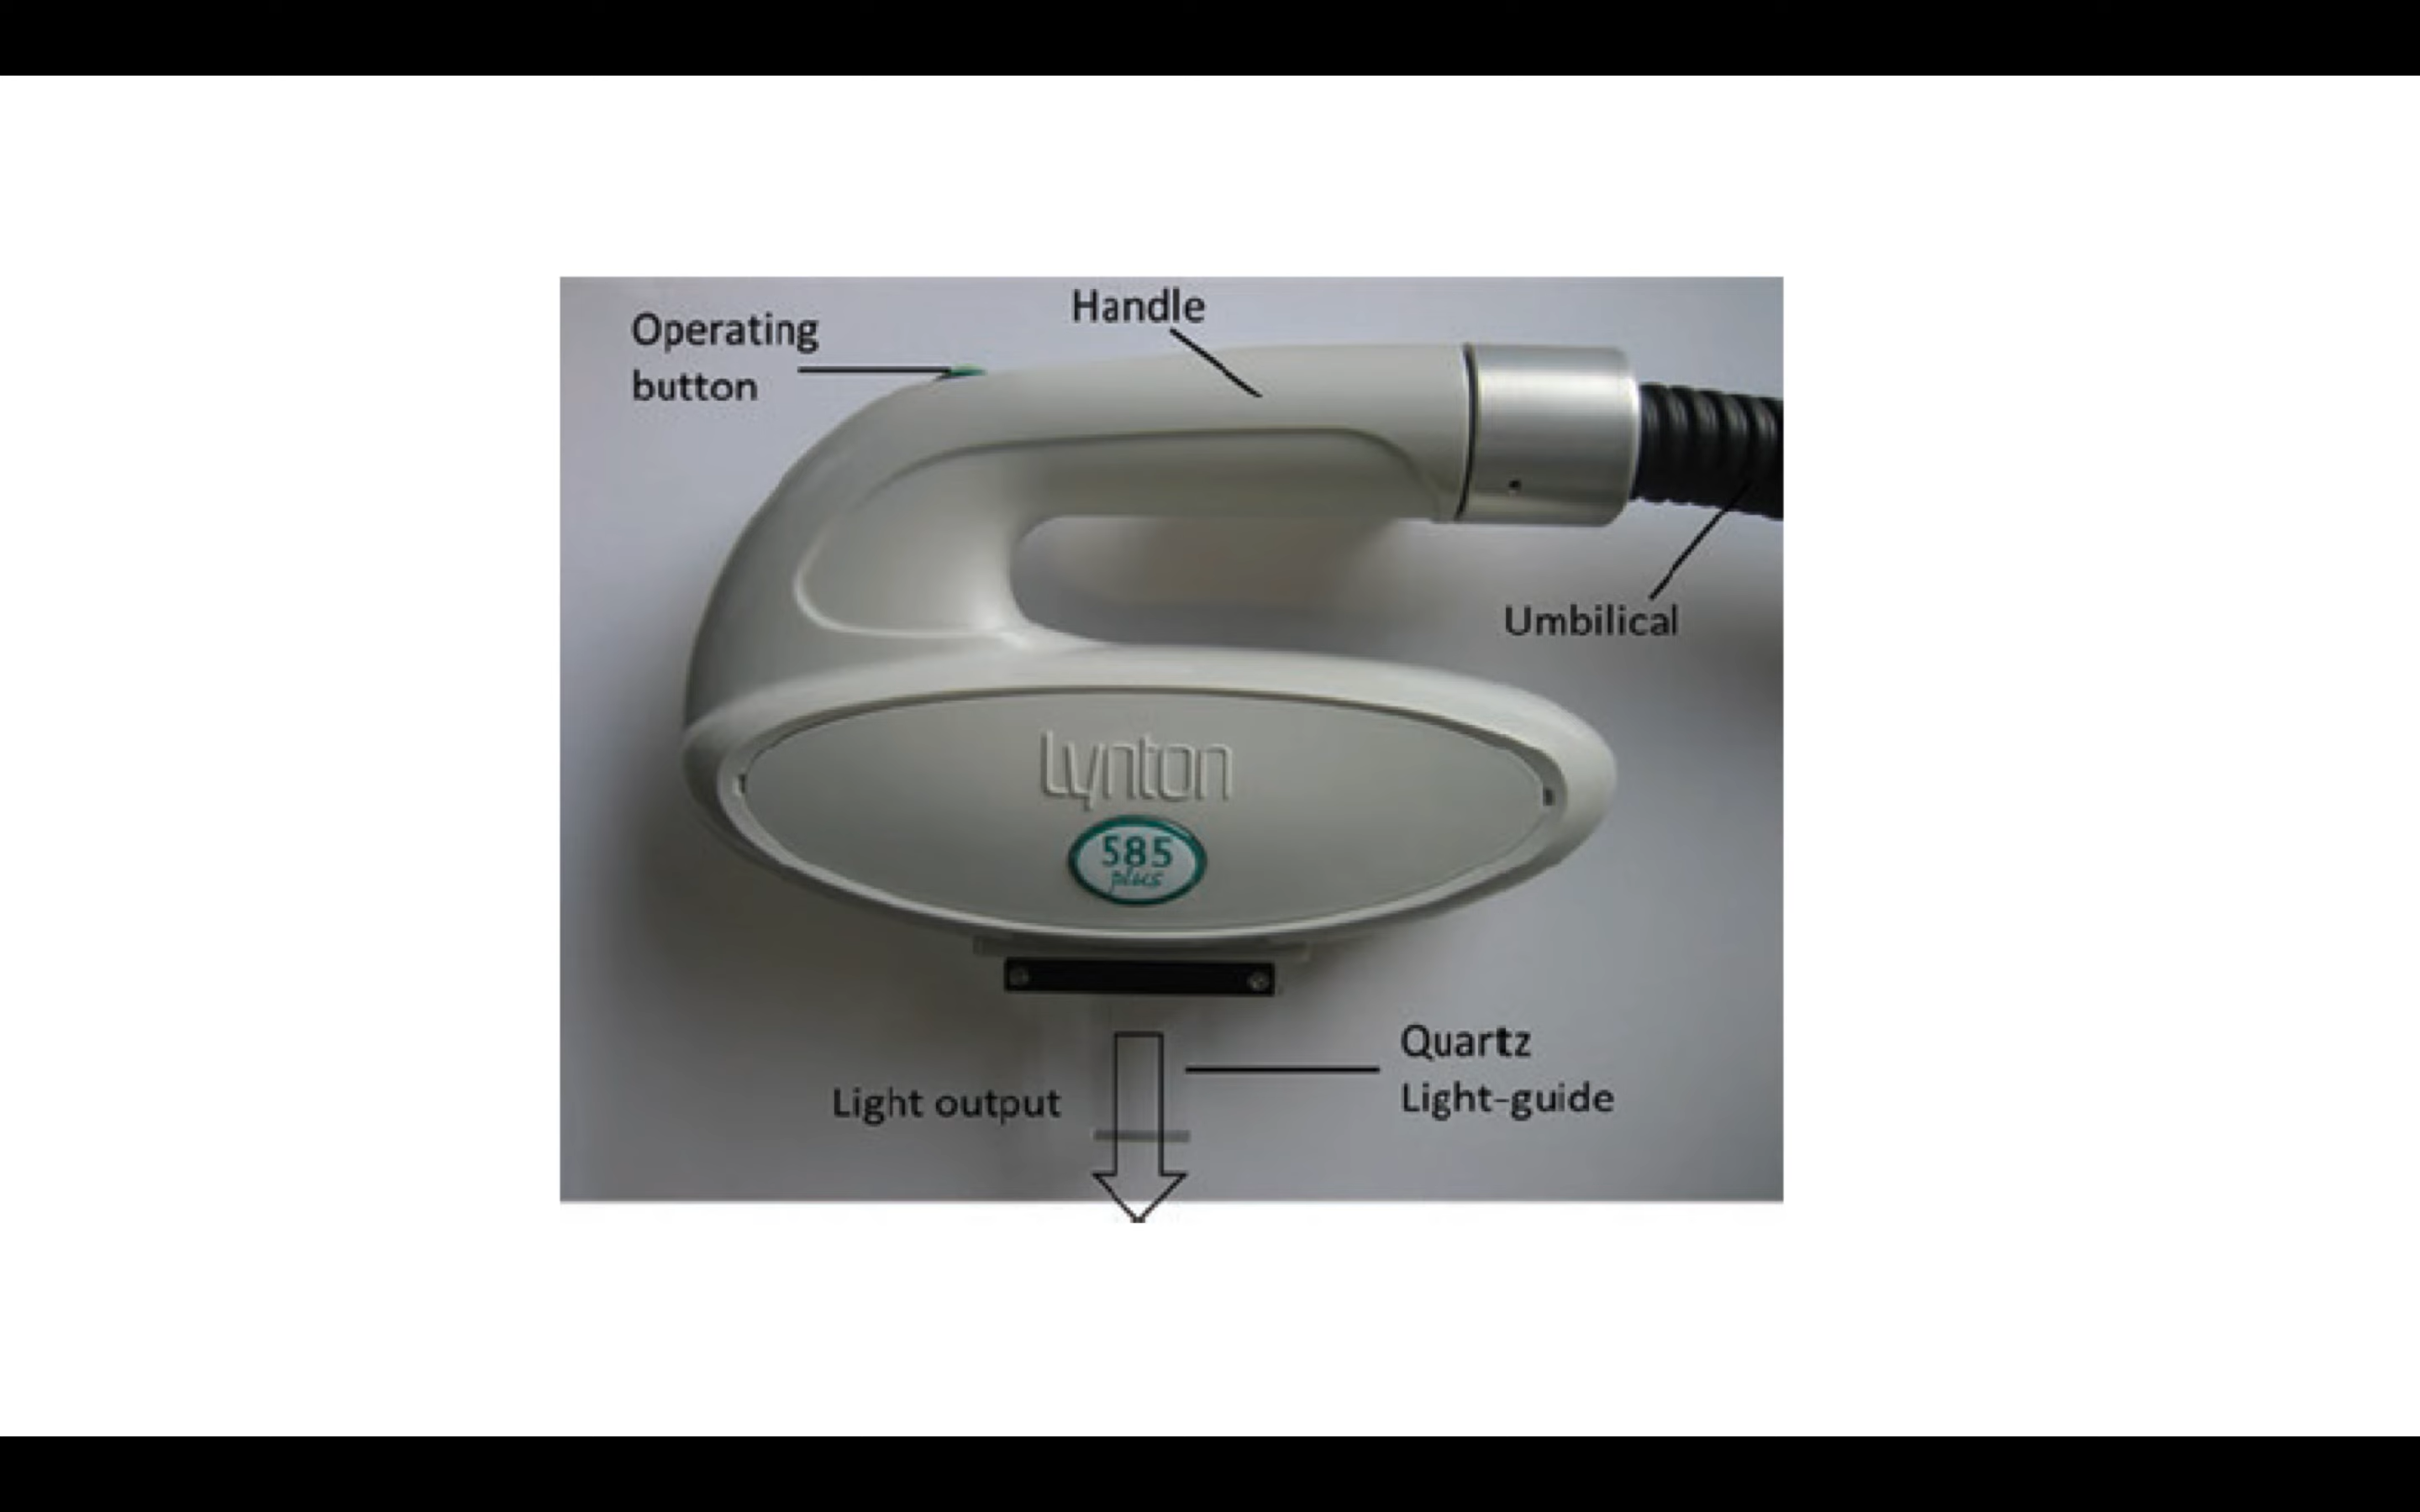 Handle
Operating
button
Umbilical
Lynton
585
plus
Quartz
Light-guide
Light output